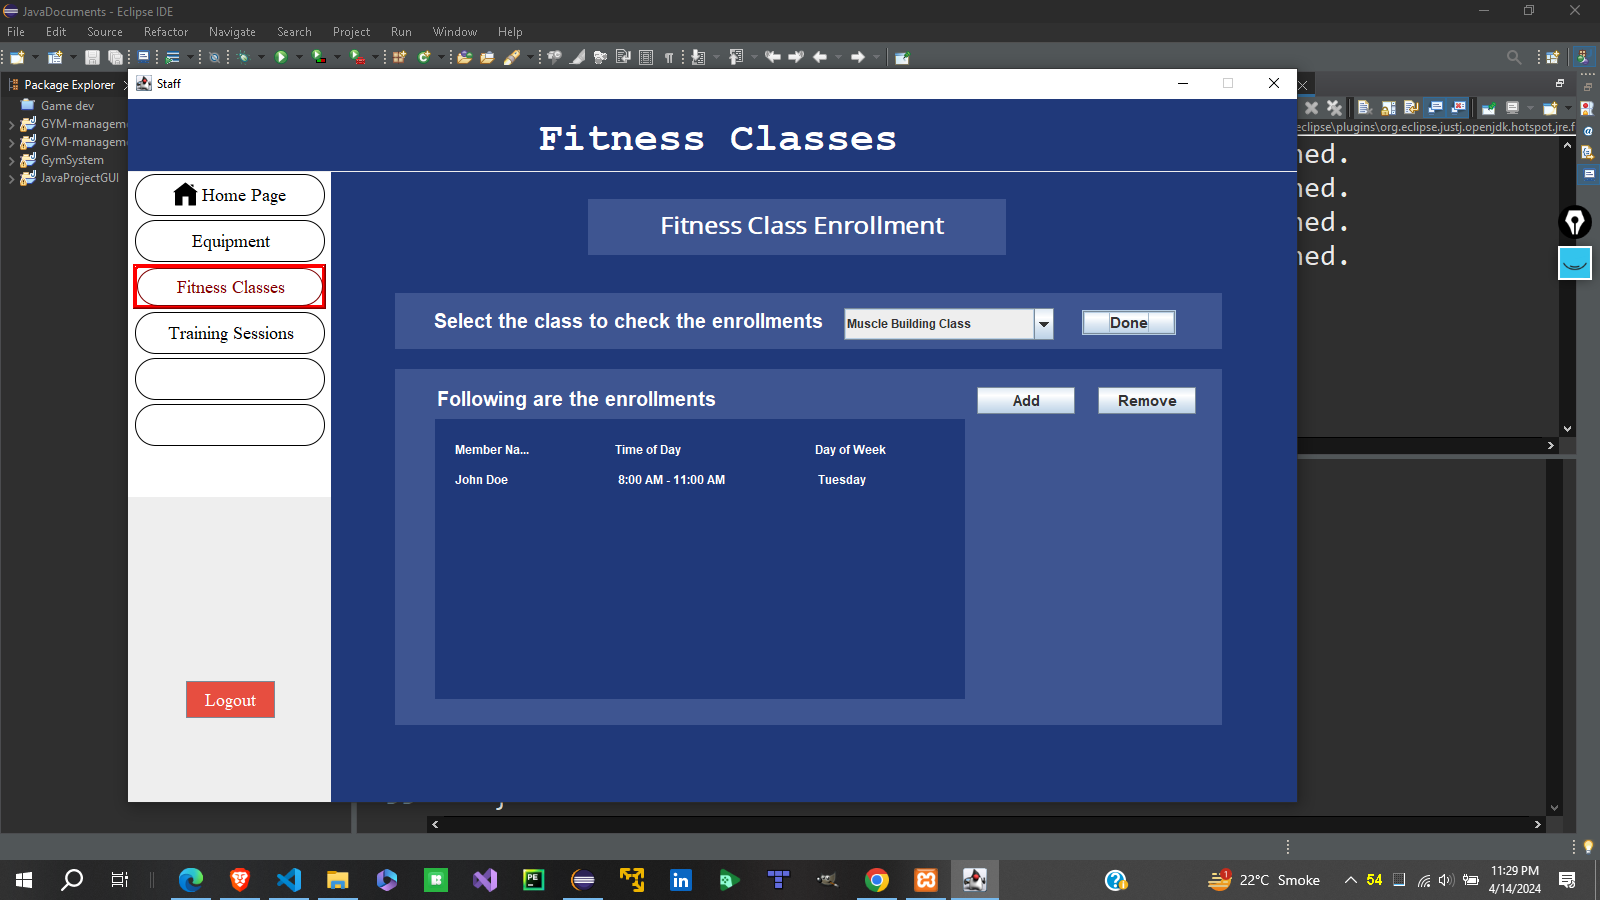 JavaDocuments - Eclipse IDE
File Edit Source Refactor Navigate Search Project Run Window Help
Package Explorer
Staff
Game dev
GYM-managem
GYM-managem
GymSystem
JavaProjectGUI
eclipse\plugins\org.eclipse.justj.openjdk.hotspot.jre.f
ned.
ned.
ned.
ned.
Fitness Classes
Home Page
Equipment
Fitness Classes
Training Sessions
Logout
Fitness Class Enrollment
Select the class to check the enrollments
Muscle Building Class
Done
Following are the enrollments
Add
Remove
Member Na... Time of Day Day of Week
John Doe 8:00 AM - 11:00 AM Tuesday
1
22°C Smoke
54
11:29 PM
4/14/2024